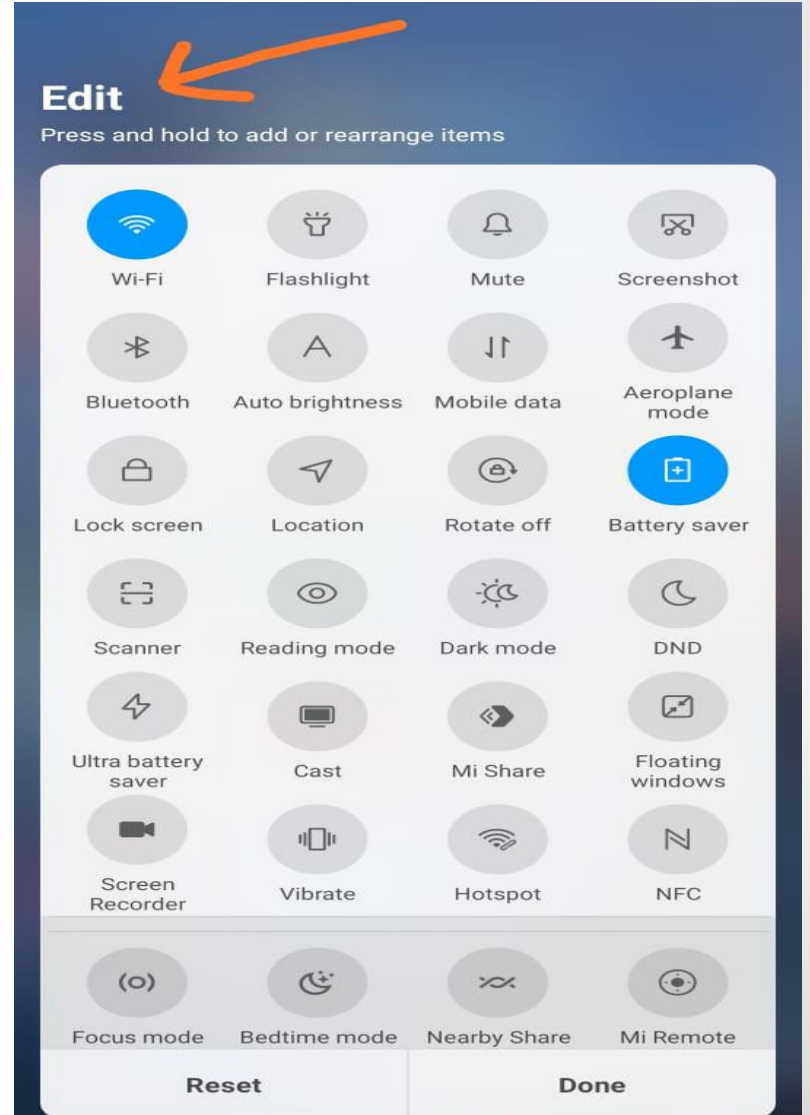 Edit
Press and hold to add or rearrange items
Wi-Fi
Flashlight
Mute
Screenshot
Bluetooth
Auto brightness
Mobile data
Aeroplane
mode
Lock screen
Location
Rotate off
Battery saver
Scanner
Reading mode
Dark mode
DND
Ultra battery
saver
Cast
Mi Share
Floating
windows
Screen
Recorder
Vibrate
Hotspot
NFC
Focus mode
Bedtime mode
Nearby Share
Mi Remote
Reset
Done